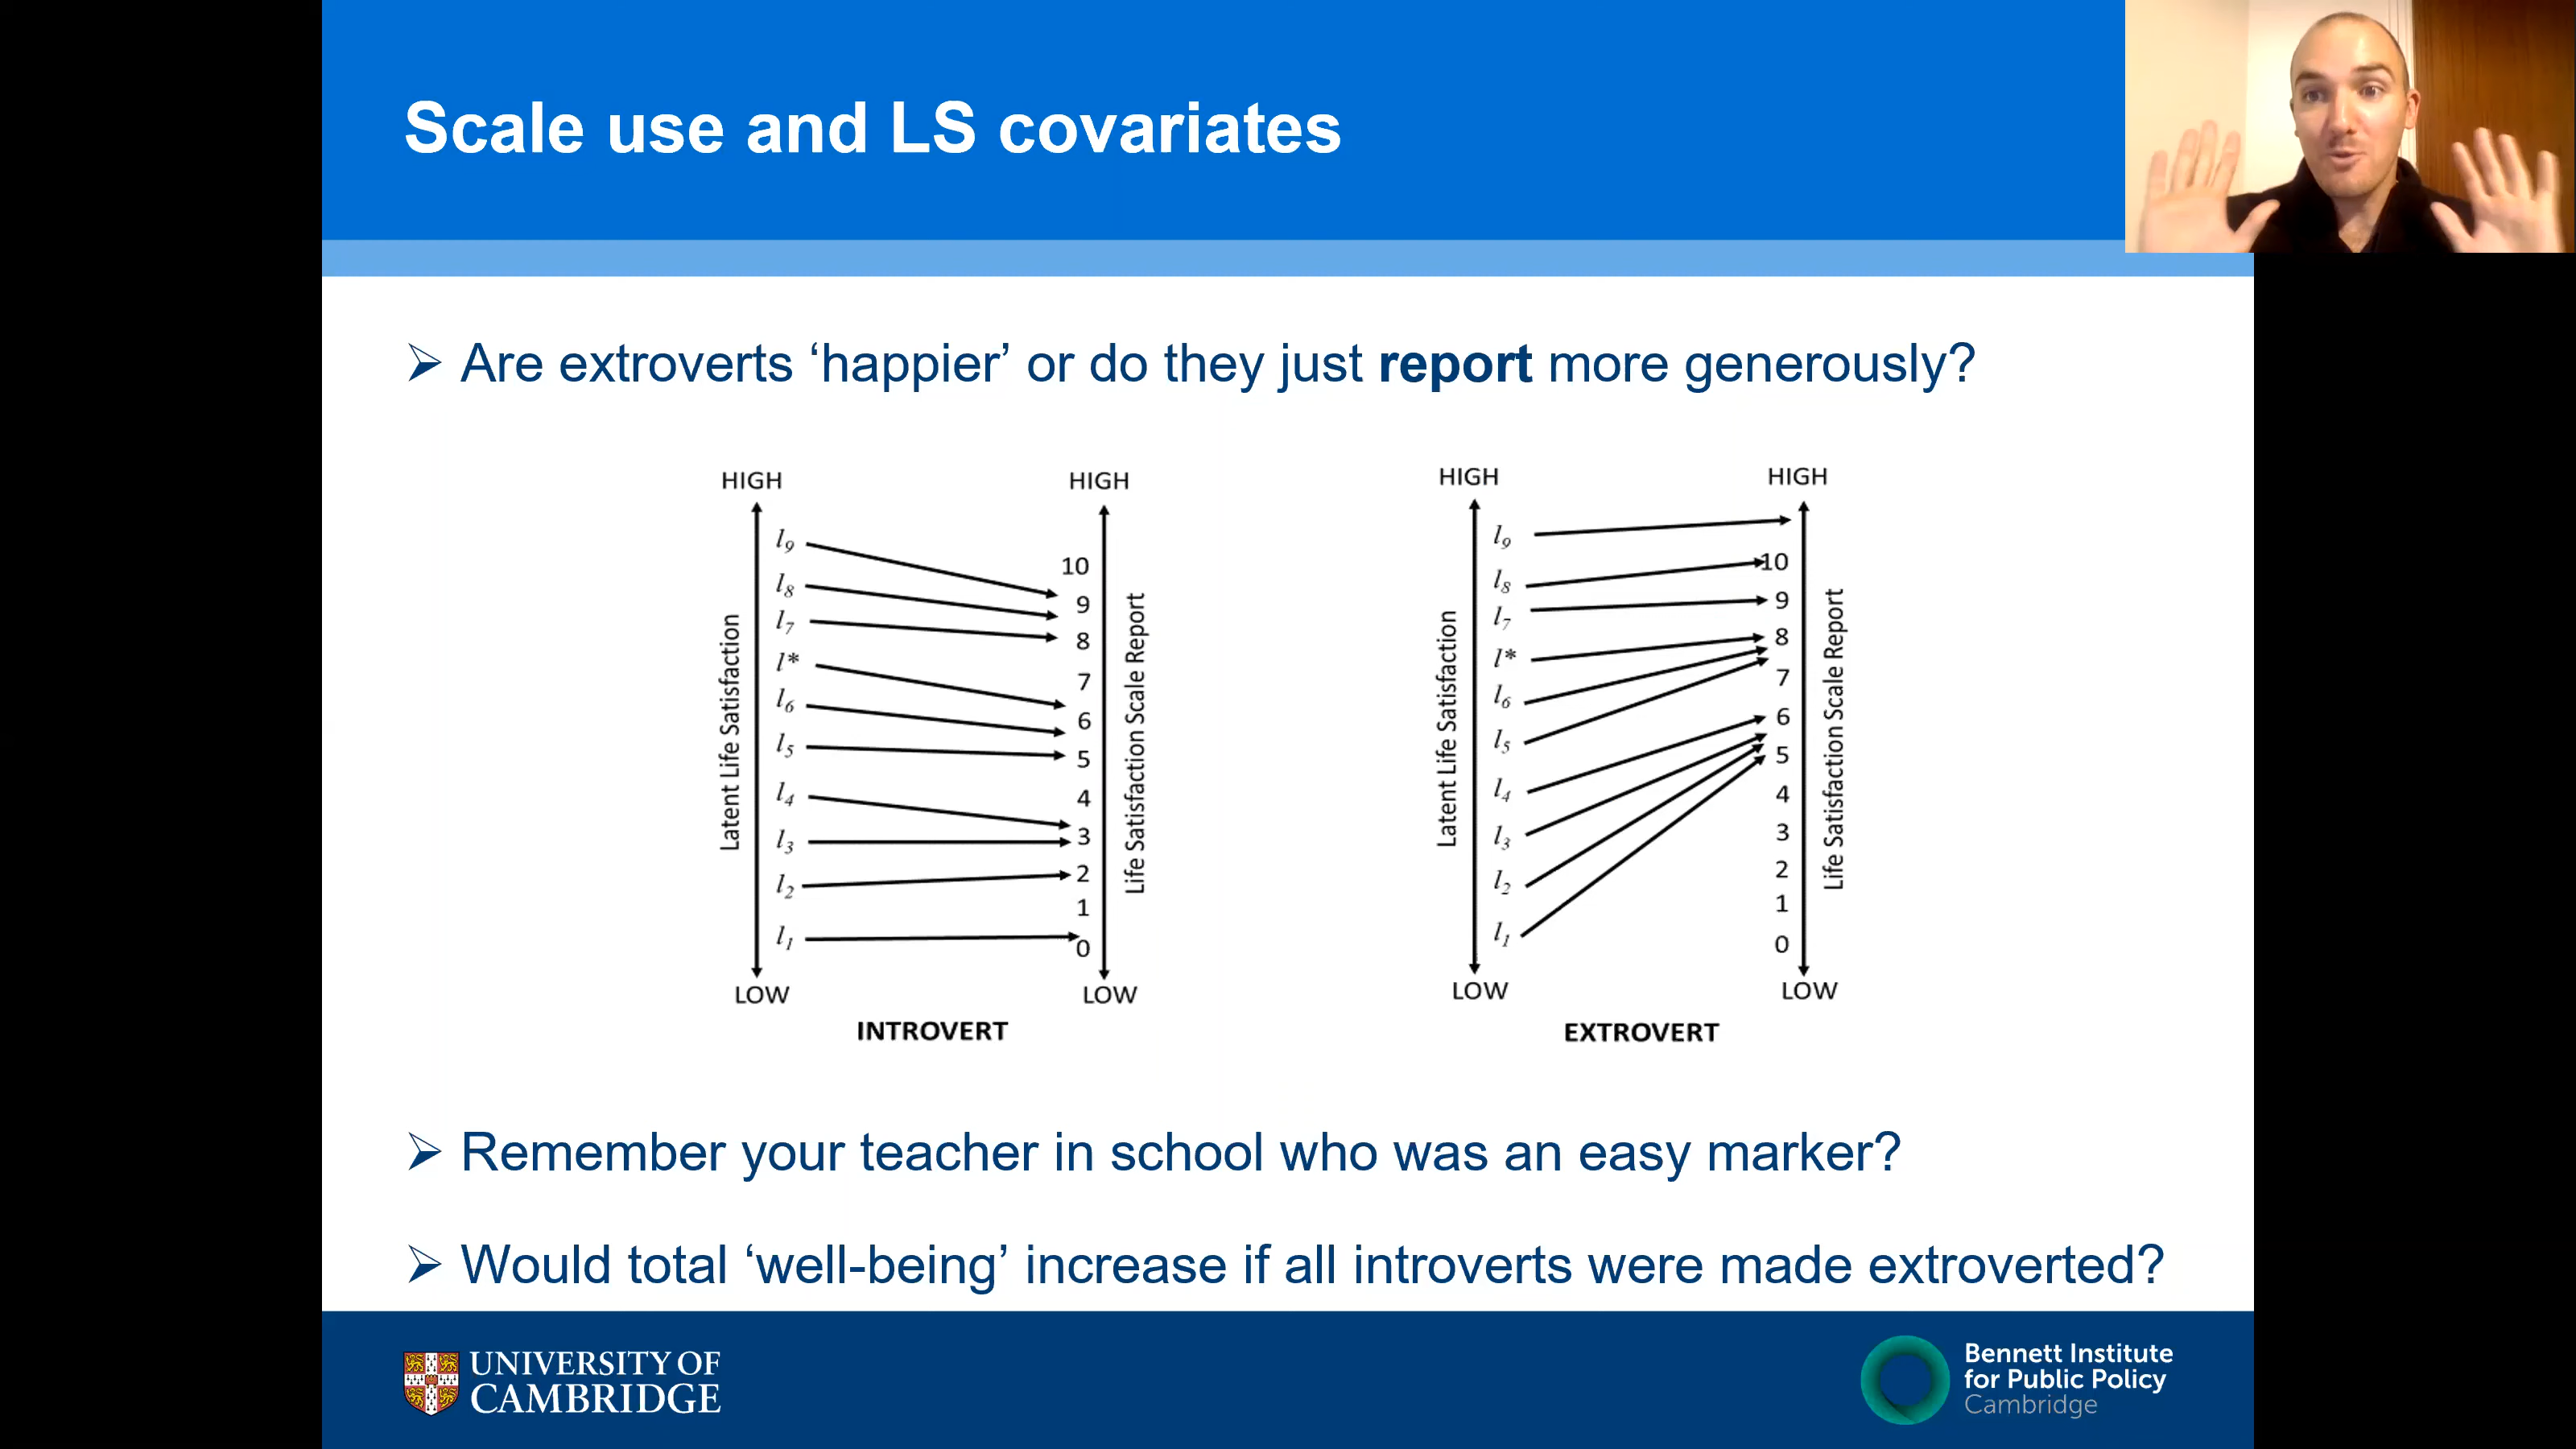 Scale use and LS covariates
➢ Are extroverts ‘happier’ or do they just report more generously?
HIGH
HIGH
Latent Life Satisfaction
l9
l8
l7
l*
l6
l5
l4
l3
l2
l1
10
9
8
7
6
5
4
3
2
1
0
Life Satisfaction Scale Report
LOW
LOW
INTROVERT
HIGH
HIGH
Latent Life Satisfaction
l9
l8
l7
l*
l6
l5
l4
l3
l2
l1
10
9
8
7
6
5
4
3
2
1
0
Life Satisfaction Scale Report
LOW
LOW
EXTROVERT
➢ Remember your teacher in school who was an easy marker?
➢ Would total ‘well-being’ increase if all introverts were made extroverted?
UNIVERSITY OF
CAMBRIDGE
Bennett Institute
for Public Policy
Cambridge